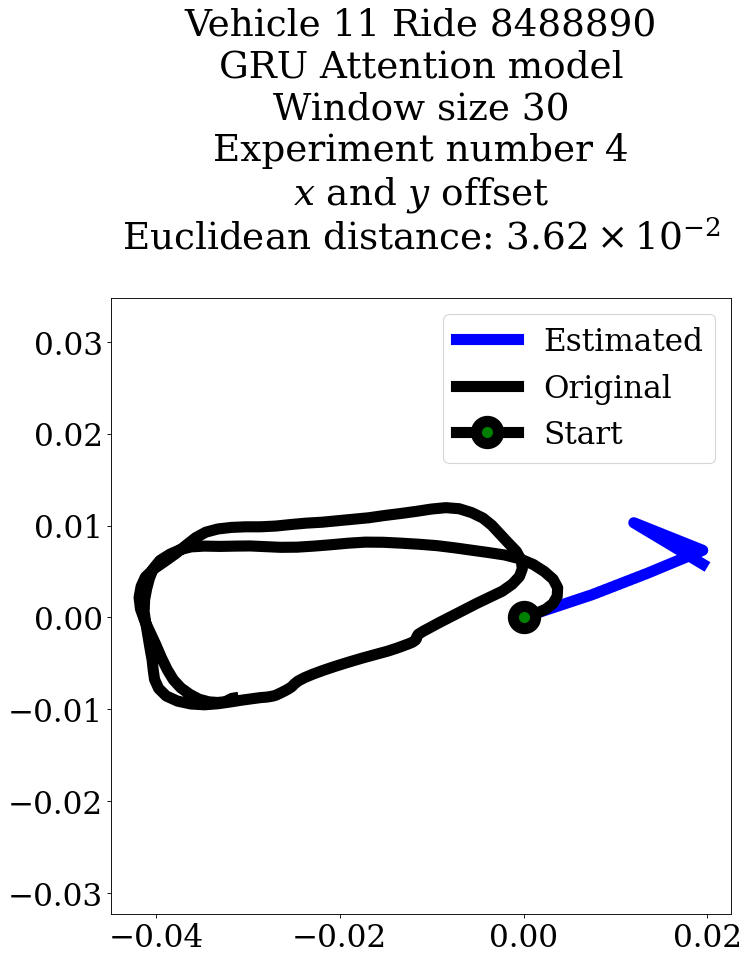 Vehicle 11 Ride 8488890
GRU Attention model
Window size 30
Experiment number 4
x and y offset
Euclidean distance: 3.62 × 10⁻²
Estimated
Original
Start
0.03
0.02
0.01
0.00
−0.01
−0.02
−0.03
−0.04
−0.02
0.00
0.02